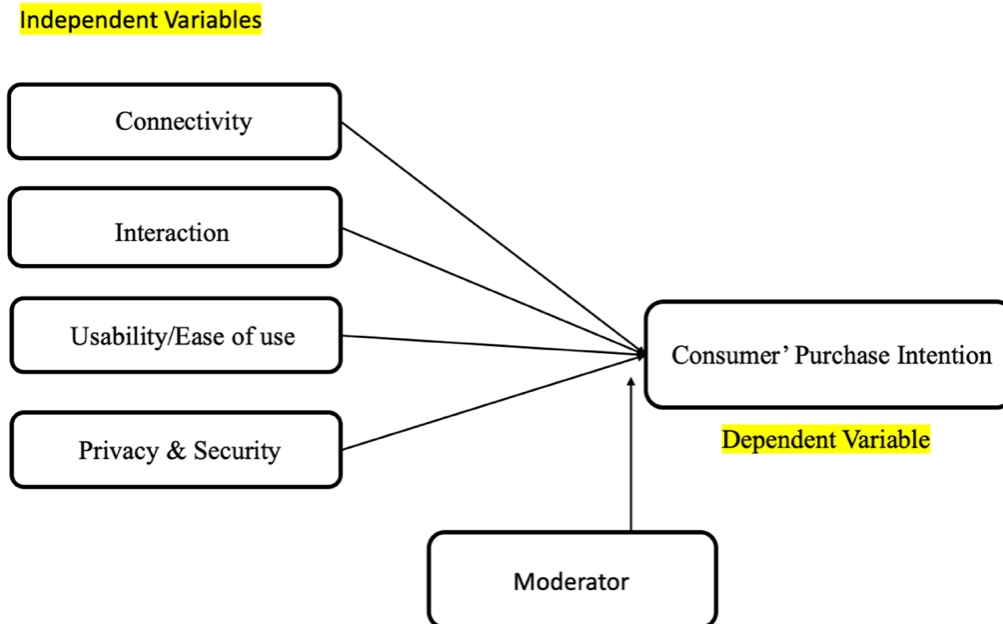 Independent Variables
Connectivity
Interaction
Usability/Ease of use
Consumer’ Purchase Intention
Privacy & Security
Dependent Variable
Moderator